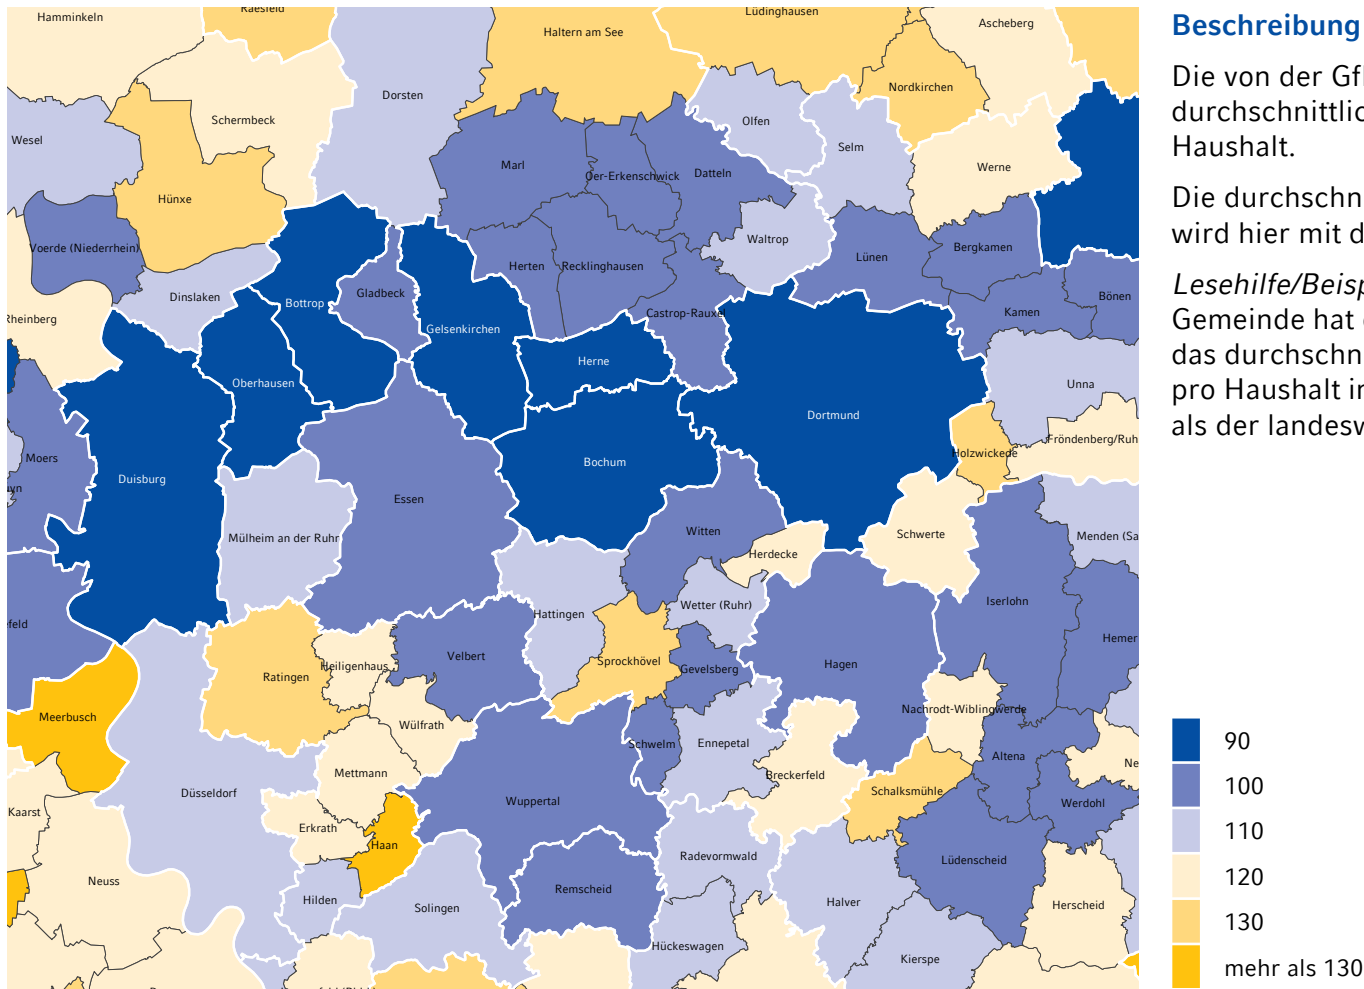 Hamminkeln
Raesfeld
Haltern am See
Lüdinghausen
Ascheberg
Dorsten
Nordkirchen
Schermbeck
Olfen
Selm
Wesel
Marl
Oer-Erkenschwick
Datteln
Werne
Hünxe
Voerde (Niederrhein)
Waltrop
Lünen
Bergkamen
Herten
Recklinghausen
Dinslaken
Bottrop
Gladbeck
Bönen
Rheinberg
Gelsenkirchen
Castrop-Rauxel
Kamen
Herne
Oberhausen
Unna
Dortmund
Fröndenberg/Ruh
Holzwickede
Moers
Bochum
Duisburg
Essen
Mülheim an der Ruhr
Witten
Schwerte
Menden (Sa
Herdecke
Hattingen
Wetter (Ruhr)
Iserlohn
efeld
Hemer
Velbert
Heiligenhaus
Sprockhövel
Gevelsberg
Hagen
Ratingen
Meerbusch
Nachrodt-Wiblingwerde
Wülfrath
Schwelm
Ennepetal
Altena
Ne
Mettmann
Breckerfeld
Düsseldorf
Wuppertal
Schalksmühle
Werdohl
Kaarst
Erkrath
Haan
Radevormwald
Lüdenscheid
Neuss
Remscheid
Hilden
Solingen
Halver
Herscheid
Hückeswagen
Kierspe
Beschreibung
Die von der Gf
durchschnittlic
Haushalt.
Die durchschn
wird hier mit d
Lesehilfe/Beisp
Gemeinde hat
das durchschn
pro Haushalt i
als der landesw
90
100
110
120
130
mehr als 130